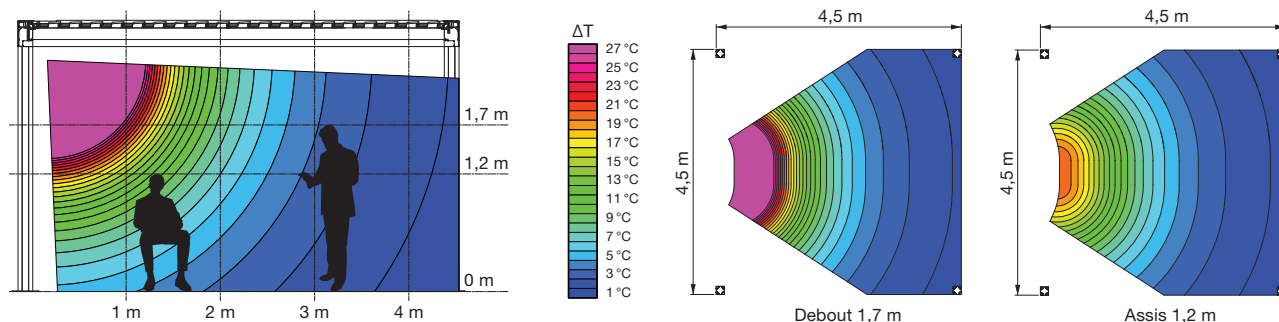 1,7 m
1,2 m
0 m
1 m
2 m
3 m
4 m
ΔT
27 °C
25 °C
23 °C
21 °C
19 °C
17 °C
15 °C
13 °C
11 °C
9 °C
7 °C
5 °C
3 °C
1 °C
4,5 m
4,5 m
Debout 1,7 m
4,5 m
4,5 m
Assis 1,2 m